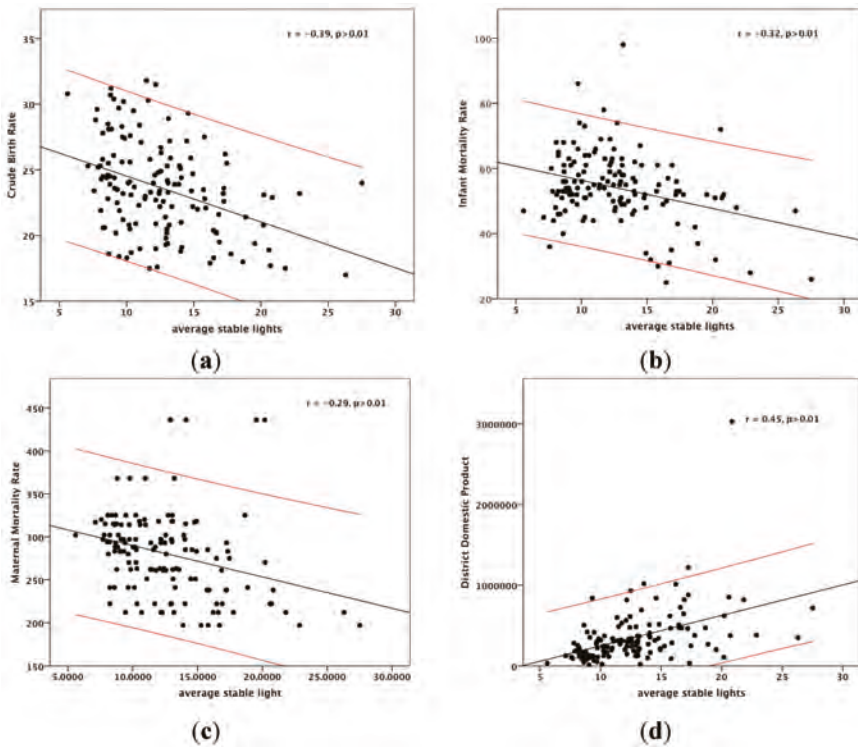 r = -0.39, p>0.01
35
30
25
20
15
Crude Birth Rate
5
10
15
20
25
30
average stable lights
(a)
r = -0.32, p>0.01
100
80
60
40
20
Infant Mortality Rate
5
10
15
20
25
30
average stable lights
(b)
r = -0.29, p>0.01
450
400
350
300
250
200
150
Maternal Mortality Rate
5.0000
10.0000
15.0000
20.0000
25.0000
30.0000
average stable light
(c)
r = 0.45, p>0.01
3000000
2000000
1000000
0
District Domestic Product
5
10
15
20
25
30
average stable lights
(d)